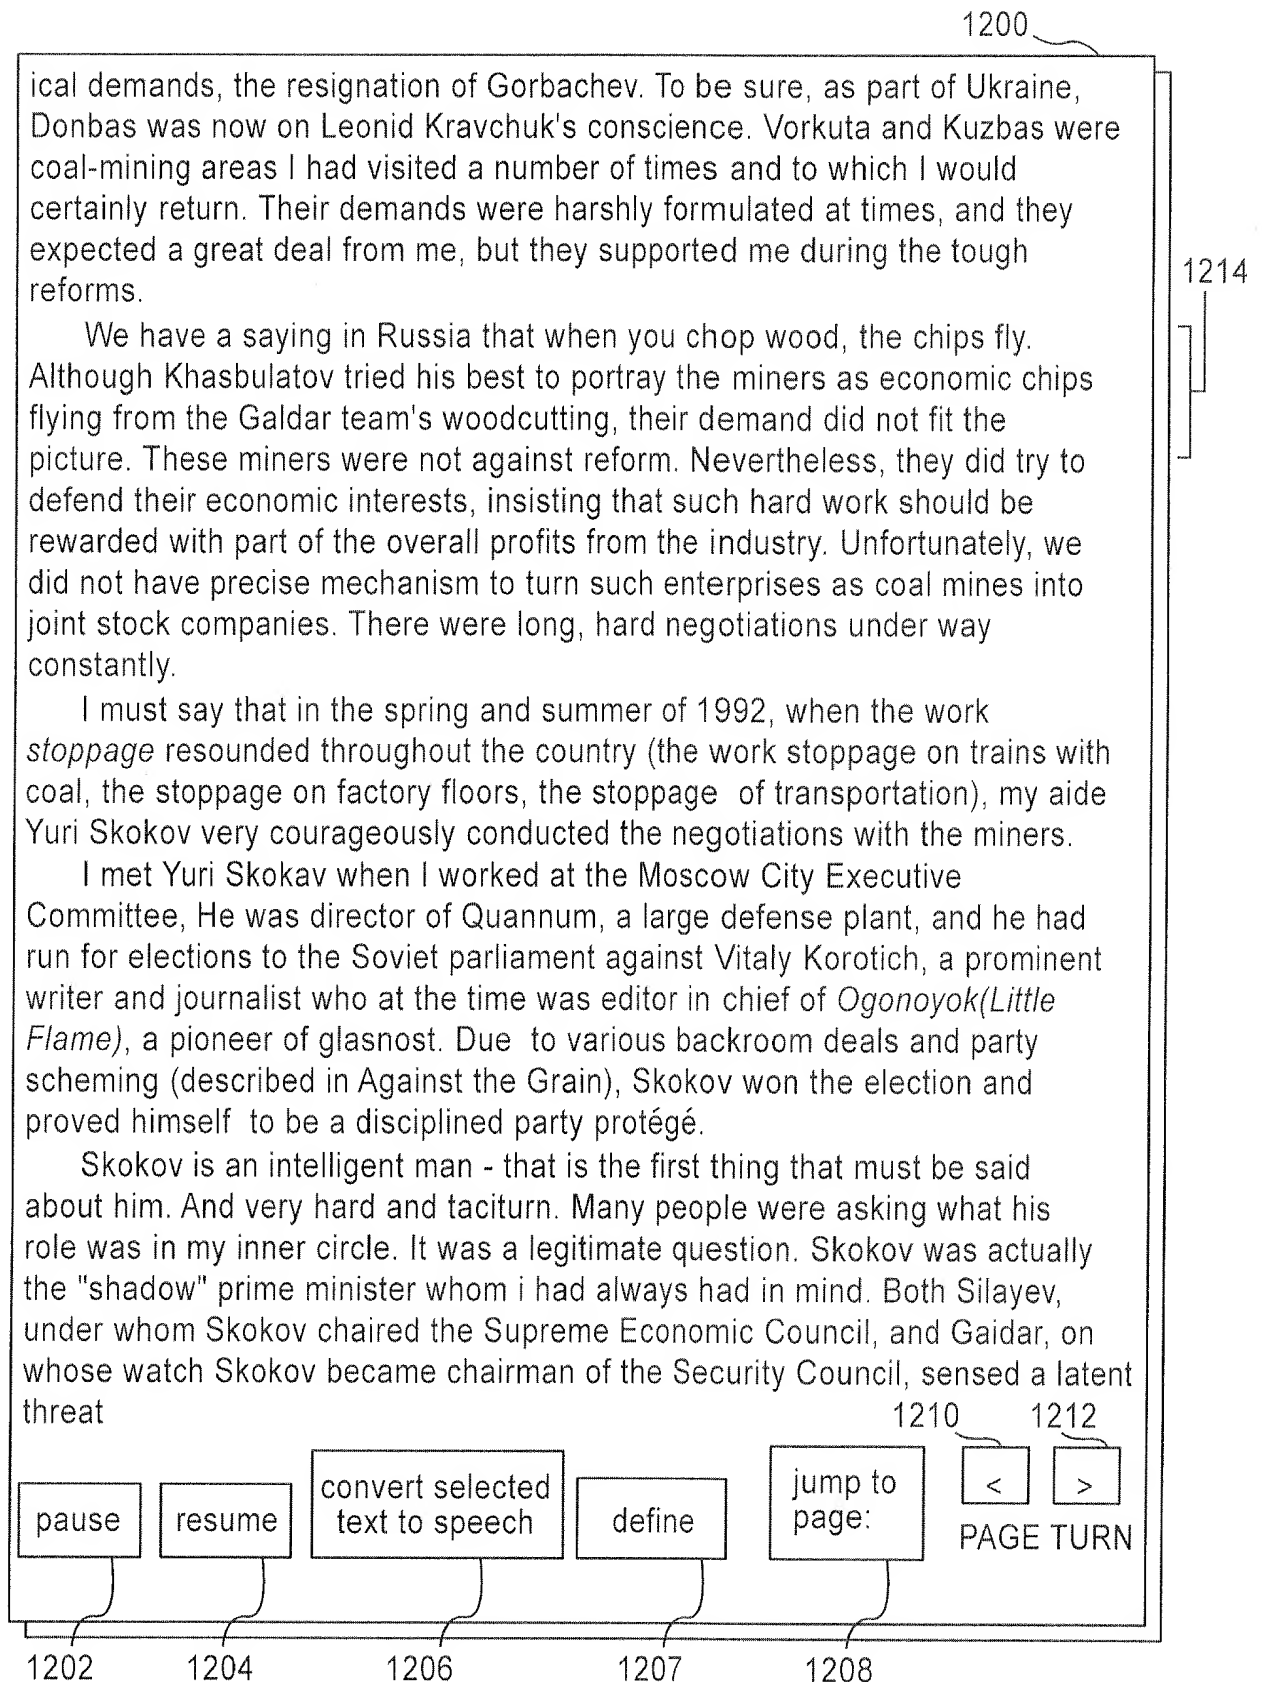 1200
ical demands, the resignation of Gorbachev. To be sure, as part of Ukraine,
Donbas was now on Leonid Kravchuk's conscience. Vorkuta and Kuzbas were
coal-mining areas I had visited a number of times and to which I would
certainly return. Their demands were harshly formulated at times, and they
expected a great deal from me, but they supported me during the tough
reforms.
1214
We have a saying in Russia that when you chop wood, the chips fly.
Although Khasbulatov tried his best to portray the miners as economic chips
flying from the Galdar team's woodcutting, their demand did not fit the
picture. These miners were not against reform. Nevertheless, they did try to
defend their economic interests, insisting that such hard work should be
rewarded with part of the overall profits from the industry. Unfortunately, we
did not have precise mechanism to turn such enterprises as coal mines into
joint stock companies. There were long, hard negotiations under way
constantly.
I must say that in the spring and summer of 1992, when the work
stoppage resounded throughout the country (the work stoppage on trains with
coal, the stoppage on factory floors, the stoppage of transportation), my aide
Yuri Skokov very courageously conducted the negotiations with the miners.
I met Yuri Skokav when I worked at the Moscow City Executive
Committee, He was director of Quannum, a large defense plant, and he had
run for elections to the Soviet parliament against Vitaly Korotich, a prominent
writer and journalist who at the time was editor in chief of Ogonoyok(Little
Flame), a pioneer of glasnost. Due to various backroom deals and party
scheming (described in Against the Grain), Skokov won the election and
proved himself to be a disciplined party protégé.
Skokov is an intelligent man - that is the first thing that must be said
about him. And very hard and taciturn. Many people were asking what his
role was in my inner circle. It was a legitimate question. Skokov was actually
the "shadow" prime minister whom i had always had in mind. Both Silayev,
under whom Skokov chaired the Supreme Economic Council, and Gaidar, on
whose watch Skokov became chairman of the Security Council, sensed a latent
threat
1210 1212
pause
resume
convert selected
text to speech
define
jump to
page:
< >
PAGE TURN
1202 1204 1206 1207 1208